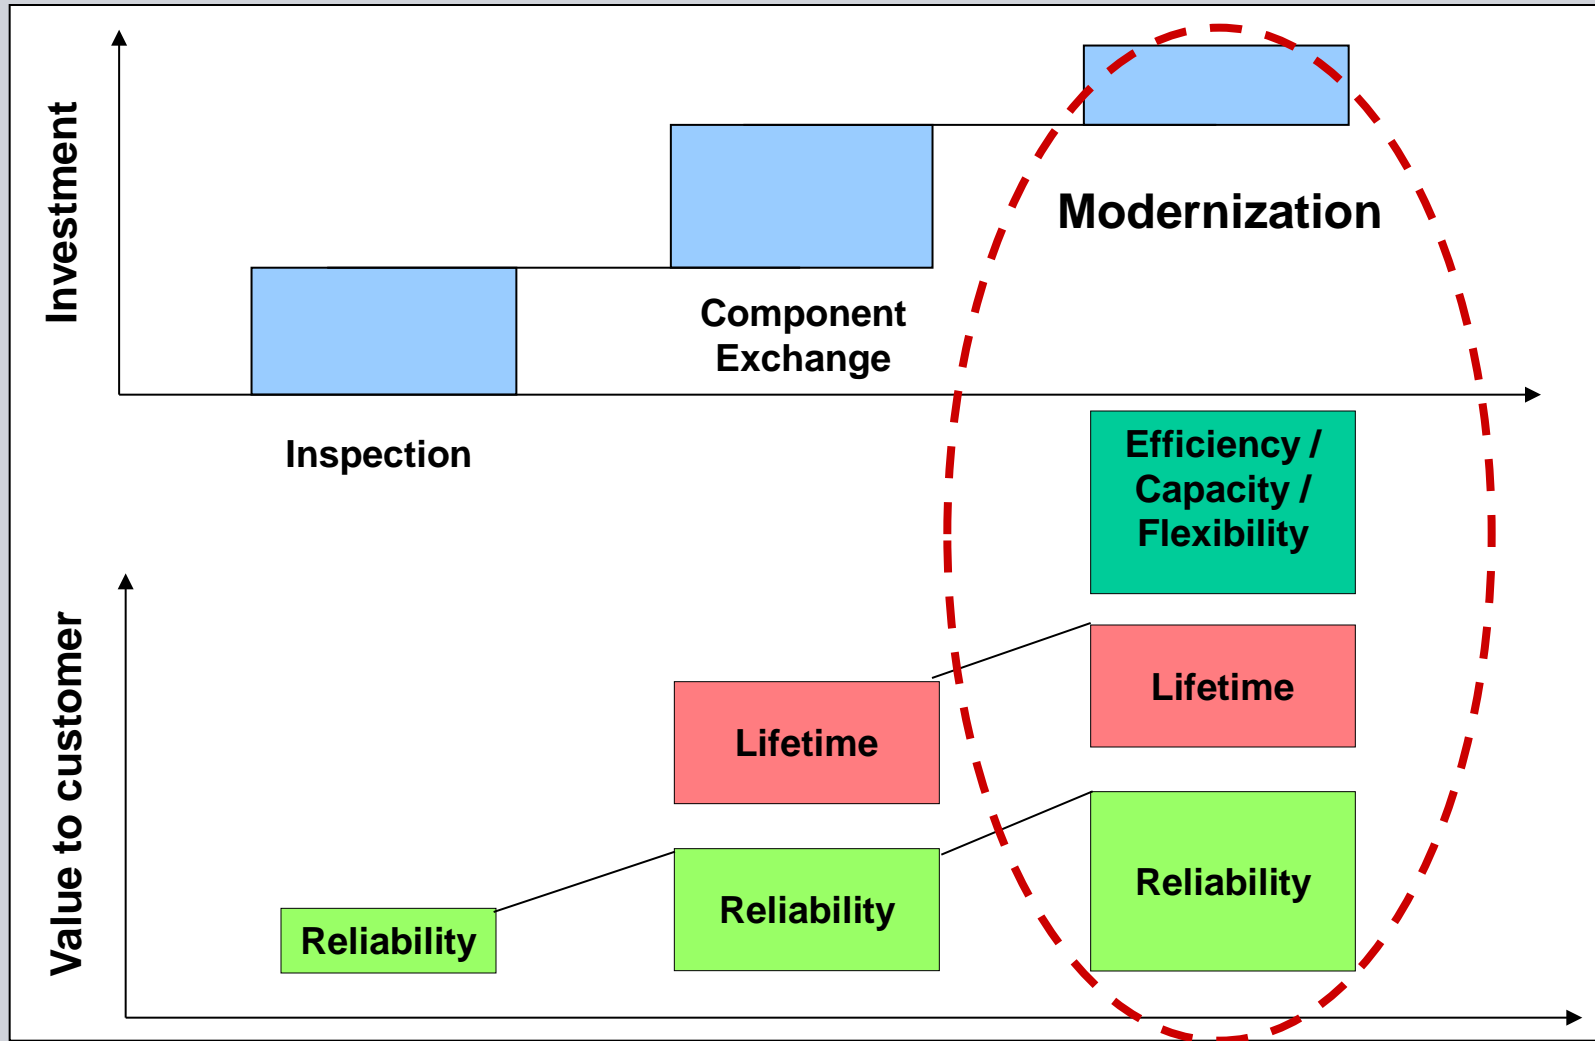 Investment
Modernization
Component
Exchange
Inspection
Efficiency /
Capacity /
Flexibility
Value to customer
Lifetime
Lifetime
Reliability
Reliability
Reliability